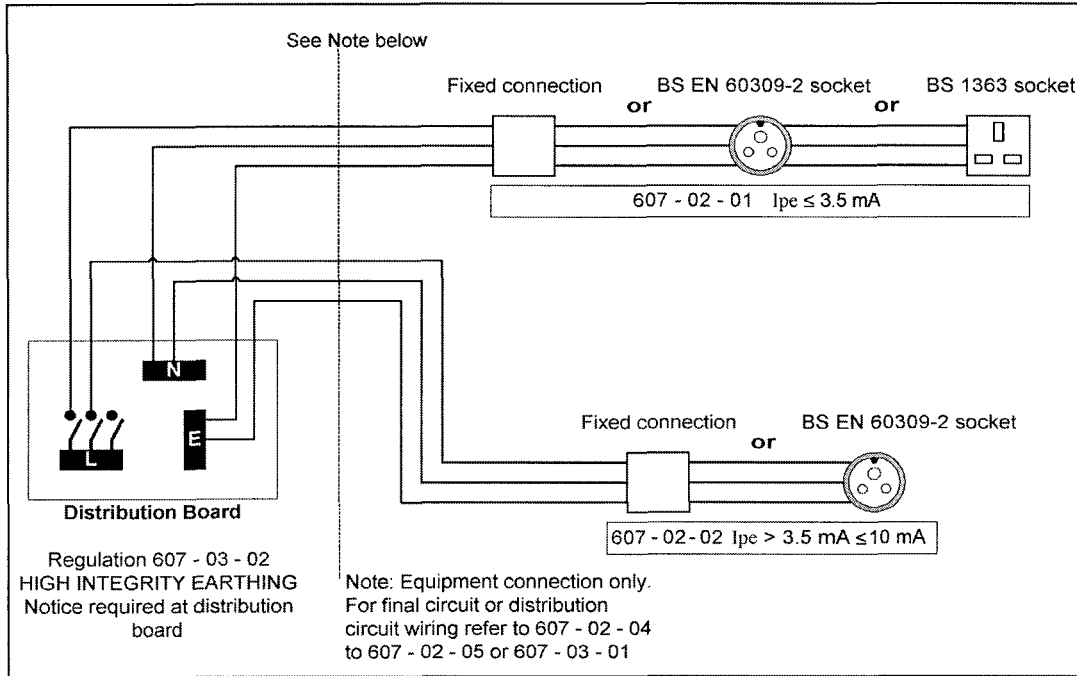 See Note below
Fixed connection or BS EN 60309-2 socket or BS 1363 socket
607 - 02 - 01 Ipe ≤ 3.5 mA
N
E
L
Distribution Board
Fixed connection or BS EN 60309-2 socket
607 - 02 - 02 Ipe > 3.5 mA ≤ 10 mA
Regulation 607 - 03 - 02
HIGH INTEGRITY EARTHING
Notice required at distribution
board
Note: Equipment connection only.
For final circuit or distribution
circuit wiring refer to 607 - 02 - 04
to 607 - 02 - 05 or 607 - 03 - 01